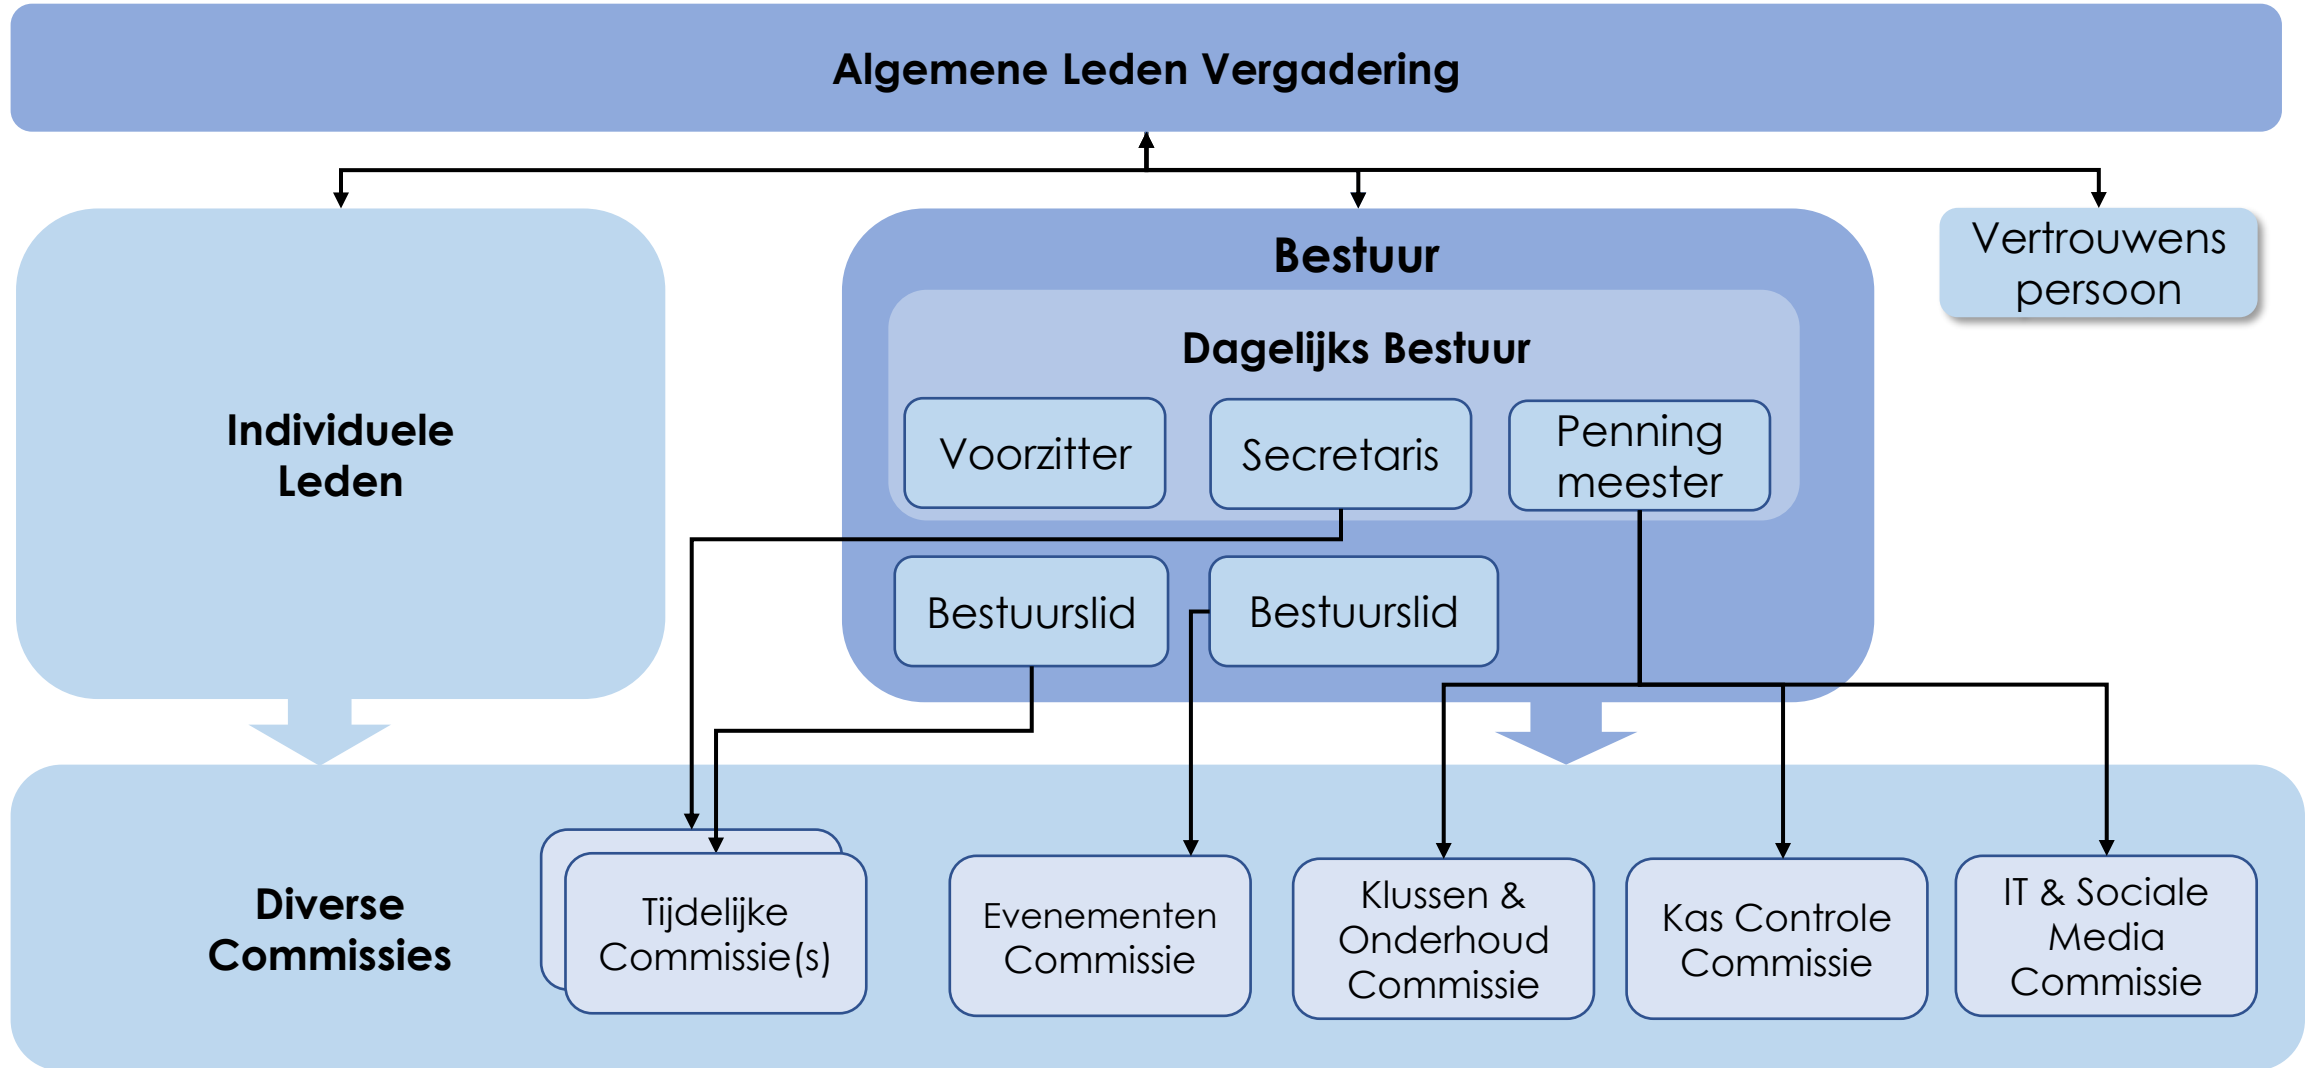 Algemene Leden Vergadering
Individuele
Leden
Bestuur
Dagelijks Bestuur
Voorzitter
Secretaris
Penning
meester
Bestuurslid
Bestuurslid
Vertrouwens
persoon
Diverse
Commissies
Tijdelijke
Commissie(s)
Evenementen
Commissie
Klussen &
Onderhoud
Commissie
Kas Controle
Commissie
IT & Sociale
Media
Commissie